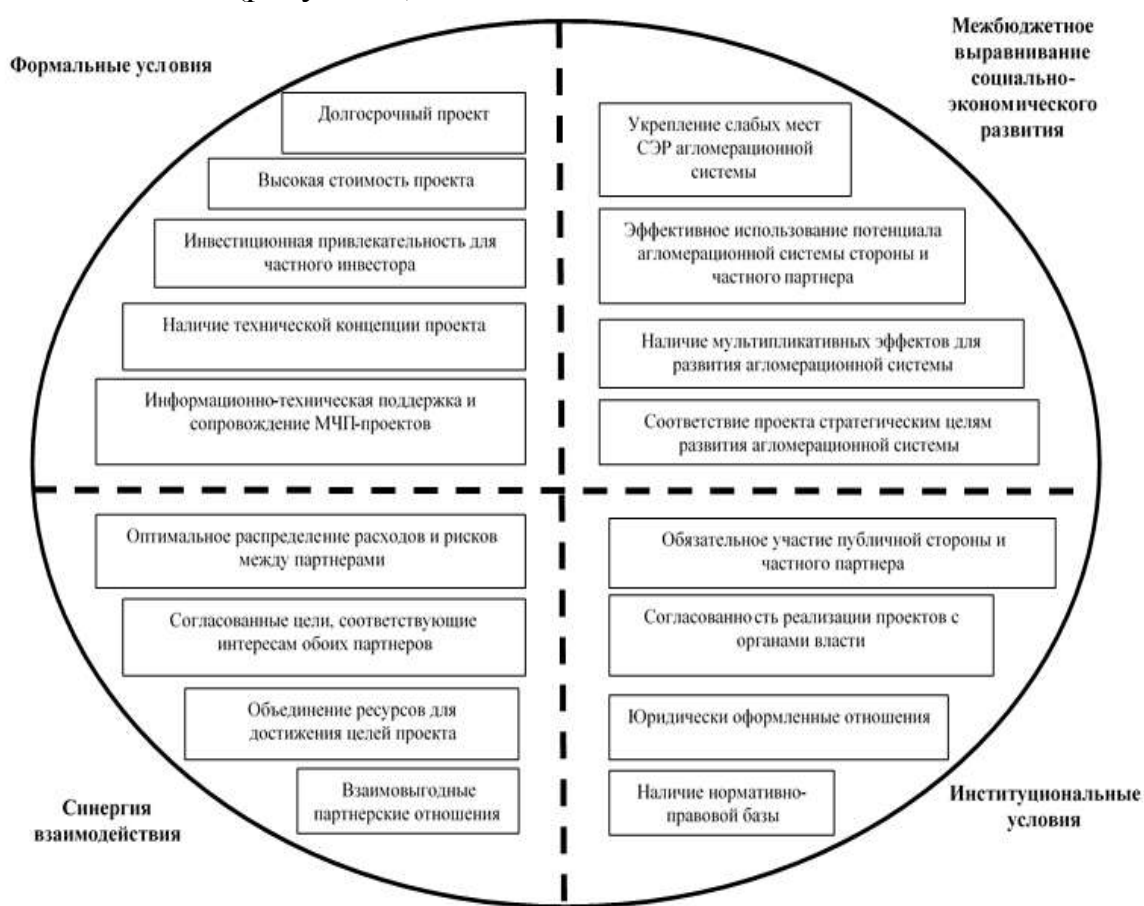 Формальные условия
Долгосрочный проект
Высокая стоимость проекта
Инвестиционная привлекательность для
частного инвестора
Наличие технической концепции проекта
Информационно-техническая поддержка и
сопровождение МЧП-проектов
Межбюджетное
выравнивание
социально-
экономического
развития
Укрепление слабых мест
СЭР агломерационной
системы
Эффективное использование потенциала
агломерационной системы стороны и
частного партнера
Наличие мультипликативных эффектов для
развития агломерационной системы
Соответствие проекта стратегическим целям
развития агломерационной системы
Оптимальное распределение расходов и рисков
между партнерами
Согласованные цели, соответствующие
интересам обоих партнеров
Объединение ресурсов для
достижения целей проекта
Взаимовыгодные
партнерские отношения
Синергия
взаимодействия
Обязательное участие публичной стороны и
частного партнера
Согласованность реализации проектов с
органами власти
Юридически оформленные отношения
Наличие нормативно-
правовой базы
Институциональные
условия